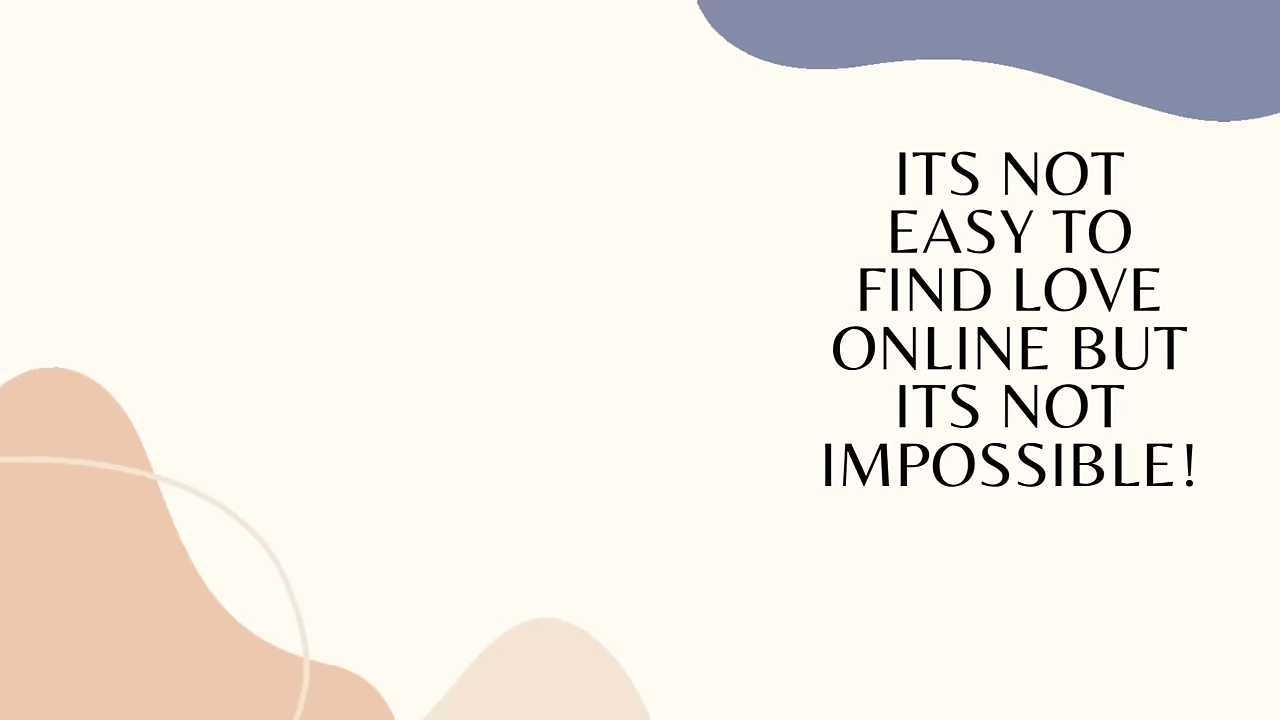 ITS NOT
EASY TO
FIND LOVE
ONLINE BUT
ITS NOT
IMPOSSIBLE!